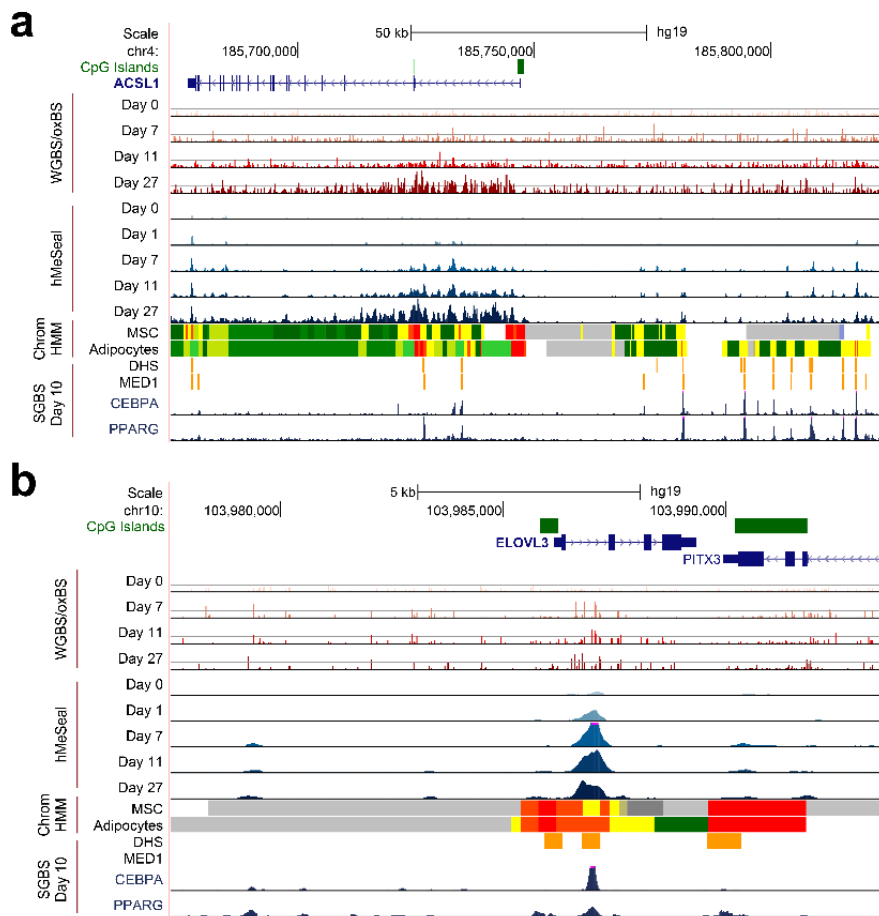 a
Scale 50 kb hg19
chr4: 185,700,000 185,750,000 185,800,000
CpG Islands
ACSL1
WGBS/oxBS
Day 0
Day 7
Day 11
Day 27
hMeSeal
Day 0
Day 1
Day 7
Day 11
Day 27
Chrom HMM
MSC
Adipocytes
SGBS Day 10
DHS
MED1
CEBPA
PPARG
b
Scale 5 kb hg19
chr10: 103,980,000 103,985,000 103,990,000
CpG Islands
ELOVL3
PITX3
WGBS/oxBS
Day 0
Day 7
Day 11
Day 27
hMeSeal
Day 0
Day 1
Day 7
Day 11
Day 27
Chrom HMM
MSC
Adipocytes
SGBS Day 10
DHS
MED1
CEBPA
PPARG